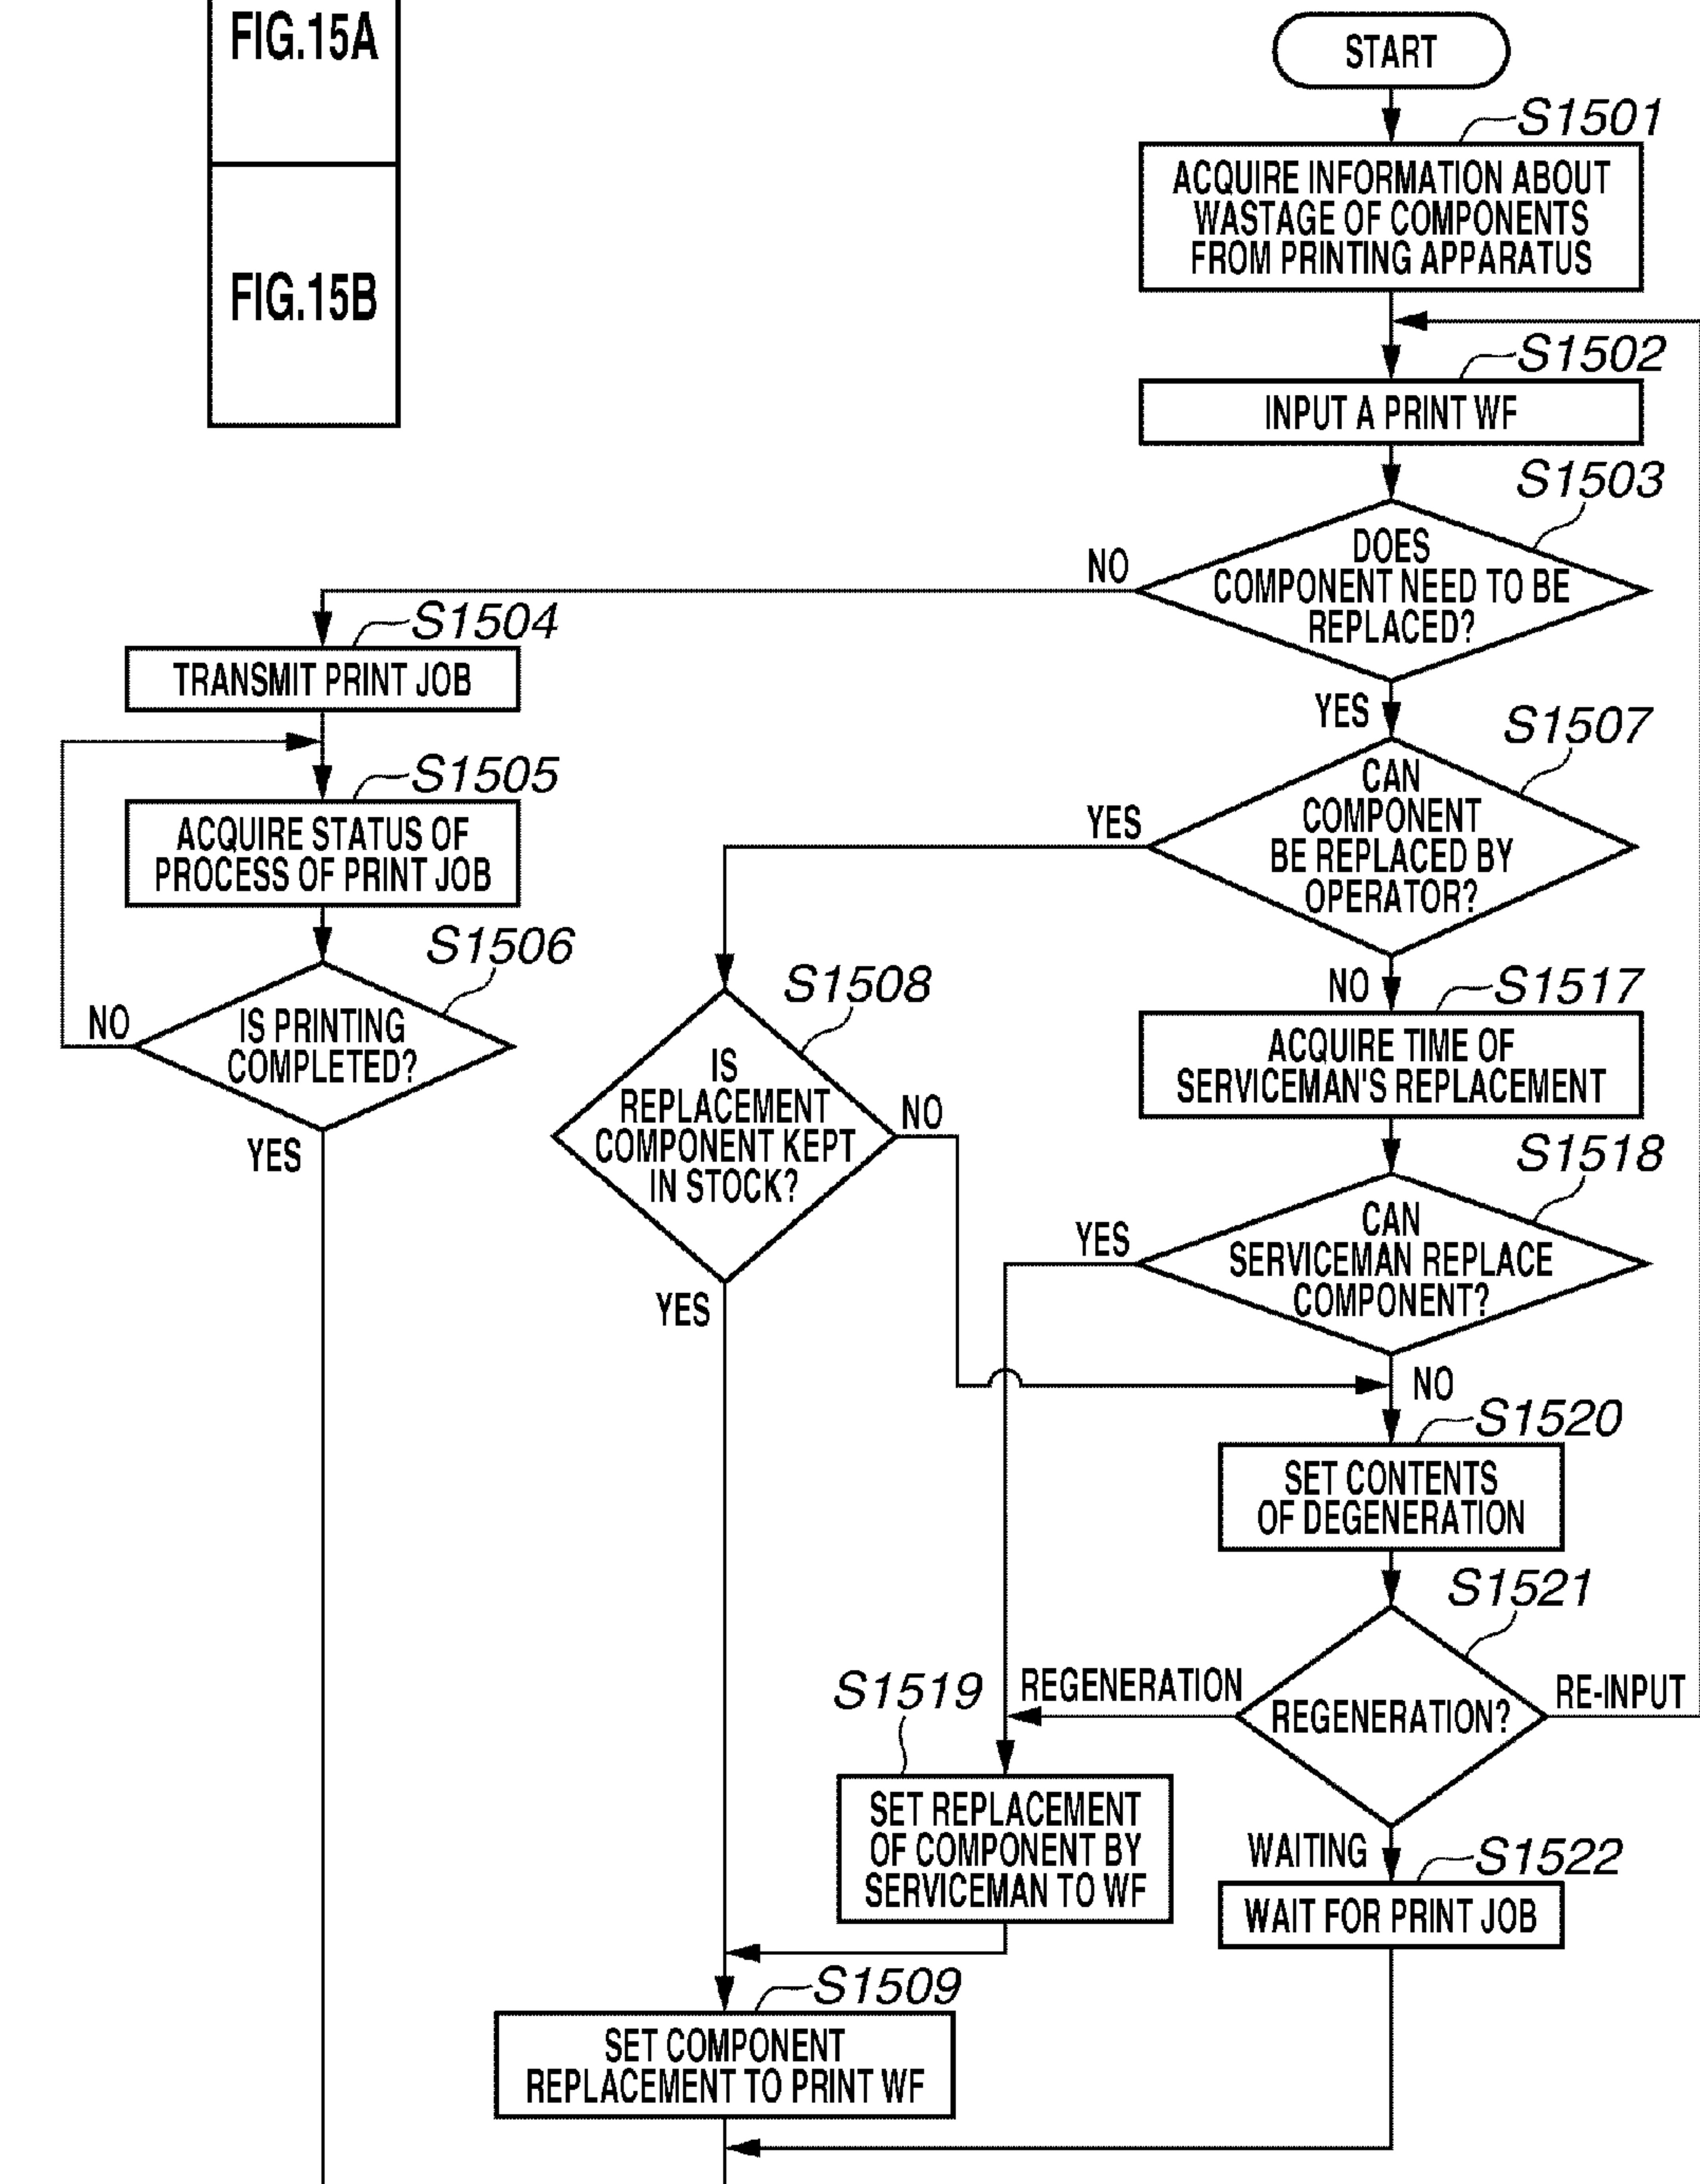 FIG.15A
FIG.15B
START
S1501
ACQUIRE INFORMATION ABOUT
WASTAGE OF COMPONENTS
FROM PRINTING APPARATUS
S1502
INPUT A PRINT WF
S1503
DOES
COMPONENT NEED TO BE
REPLACED?
NO
YES
S1504
TRANSMIT PRINT JOB
S1505
ACQUIRE STATUS OF
PROCESS OF PRINT JOB
S1506
IS PRINTING
COMPLETED?
NO
YES
S1507
CAN
COMPONENT
BE REPLACED BY
OPERATOR?
YES
NO
S1508
IS
REPLACEMENT
COMPONENT KEPT
IN STOCK?
NO
YES
S1517
ACQUIRE TIME OF
SERVICEMAN'S REPLACEMENT
S1518
CAN
SERVICEMAN REPLACE
COMPONENT?
YES
NO
S1520
SET CONTENTS
OF DEGENERATION
S1521
REGENERATION?
REGENERATION
RE-INPUT
WAITING
S1519
SET REPLACEMENT
OF COMPONENT BY
SERVICEMAN TO WF
S1522
WAIT FOR PRINT JOB
S1509
SET COMPONENT
REPLACEMENT TO PRINT WF